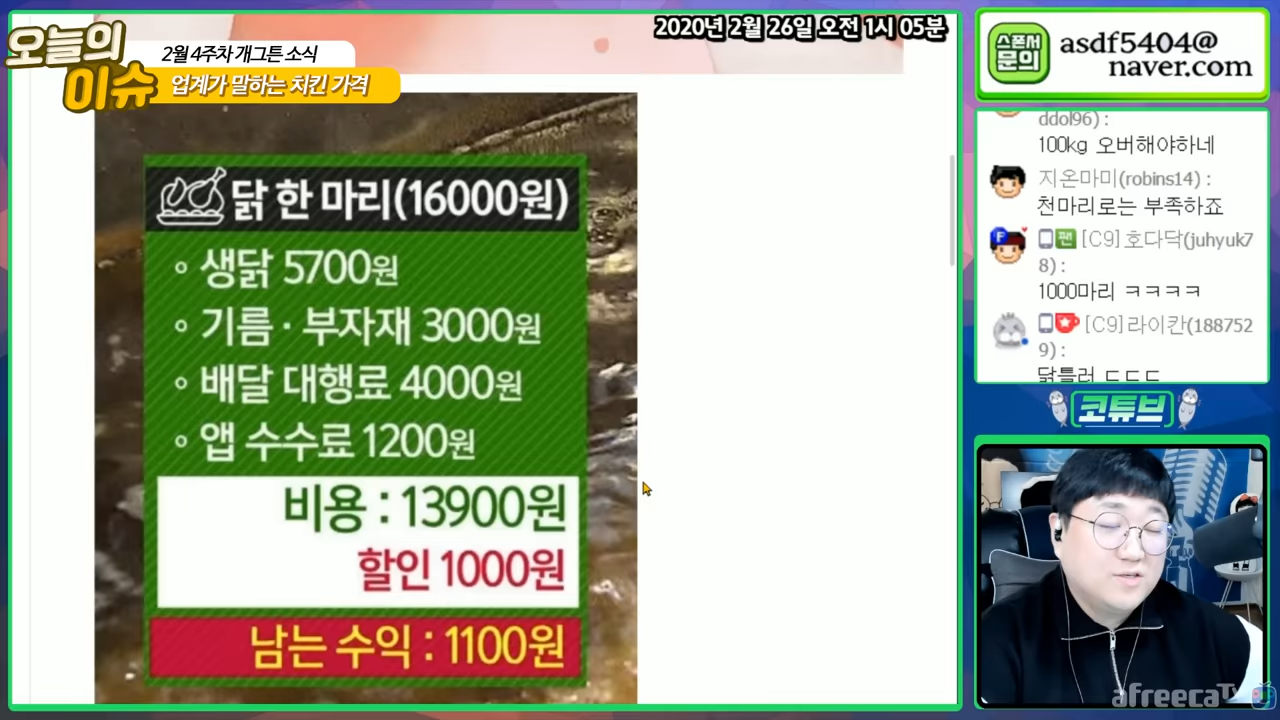 오늘의
이슈
2월 4주차 개그튼 소식
업계가 말하는 치킨 가격
2020년 2월 26일 오전 1시 05분
닭 한 마리(16000원)
◦ 생닭 5700원
◦ 기름·부자재 3000원
◦ 배달 대행료 4000원
◦ 앱 수수료 1200원
비용 : 13900원
할인 1000원
남는 수익 : 1100원
스폰서
문의
asdf5404@
naver.com
ddol96) :
100kg 오버해야하네
지온마미(robins14) :
천마리로는 부족하죠
F
팬 [C9] 호다닥(juhyuk7
8) :
1000마리 ㅋㅋㅋㅋ
[C9] 라이칸(188752
9) :
닭틀러 ㄷㄷㄷ
코튜브
afreecaTV